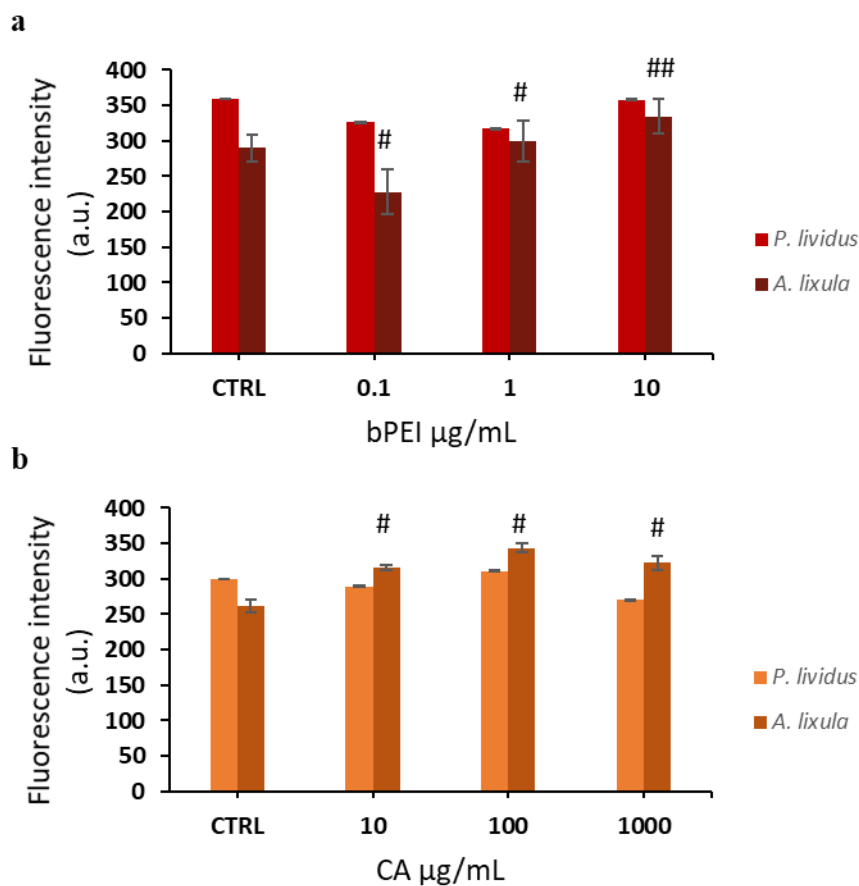 a
##
#
#
400
350
300
250
200
150
100
50
0
Fluorescence intensity
(a.u.)
CTRL 0.1 1 10
bPEI µg/mL
P. lividus
A. lixula
b
# # #
400
350
300
250
200
150
100
50
0
Fluorescence intensity
(a.u.)
CTRL 10 100 1000
CA µg/mL
P. lividus
A. lixula